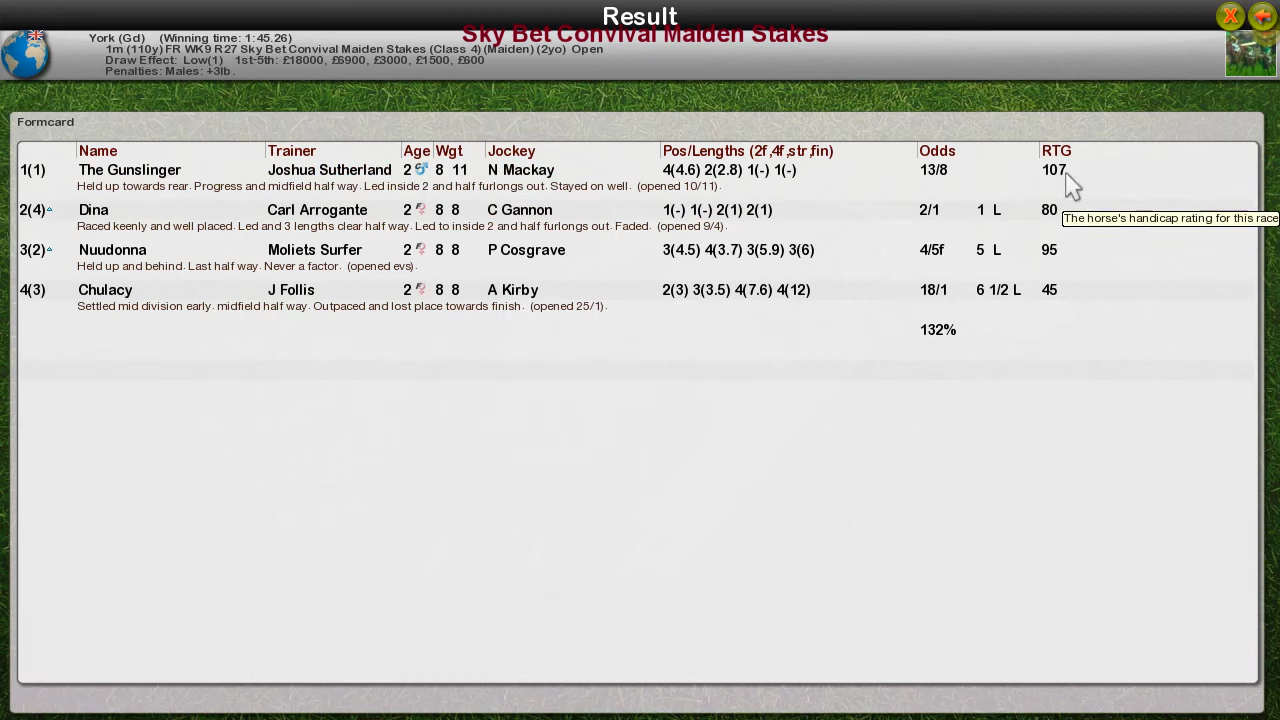 Result
Sky Bet Convival Maiden Stakes
York (Gd) (Winning time: 1:45.26)
1m (110y) FR WK9 R27 Sky Bet Convival Maiden Stakes (Class 4) (Maiden) (2yo) Open
Draw Effect: Low(1) 1st-5th: £18000, £6900, £3000, £1500, £600
Penalties: Males: +3lb.
Formcard
Name Trainer Age Wgt Jockey Pos/Lengths (2f,4f,str,fin) Odds RTG
1(1) The Gunslinger Joshua Sutherland 2 8 11 N Mackay 4(4.6) 2(2.8) 1(-) 1(-) 13/8 107
Held up towards rear. Progress and midfield half way. Led inside 2 and half furlongs out. Stayed on well. (opened 10/11).
2(4) Dina Carl Arrogante 2 8 8 C Gannon 1(-) 1(-) 2(1) 2(1) 2/1 1 L 80
The horse's handicap rating for this race
Raced keenly and well placed. Led and 3 lengths clear half way. Led to inside 2 and half furlongs out. Faded. (opened 9/4).
3(2) Nuudonna Moliets Surfer 2 8 8 P Cosgrave 3(4.5) 4(3.7) 3(5.9) 3(6) 4/5f 5 L 95
Held up and behind. Last half way. Never a factor. (opened evs).
4(3) Chulacy J Follis 2 8 8 A Kirby 2(3) 3(3.5) 4(7.6) 4(12) 18/1 6 1/2 L 45
Settled mid division early. midfield half way. Outpaced and lost place towards finish. (opened 25/1).
132%